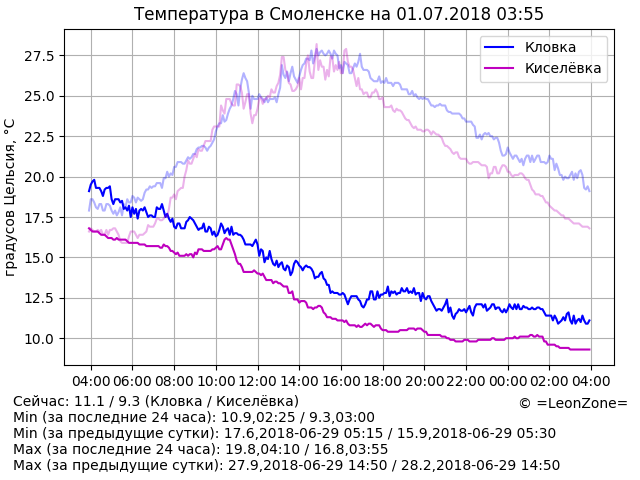 Температура в Смоленске на 01.07.2018 03:55
Кловка
Киселёвка
градусов Цельсия, °C
27.5
25.0
22.5
20.0
17.5
15.0
12.5
10.0
04:00 06:00 08:00 10:00 12:00 14:00 16:00 18:00 20:00 22:00 00:00 02:00 04:00
Сейчас: 11.1 / 9.3 (Кловка / Киселёвка)
© =LeonZone=
Min (за последние 24 часа): 10.9,02:25 / 9.3,03:00
Min (за предыдущие сутки): 17.6,2018-06-29 05:15 / 15.9,2018-06-29 05:30
Max (за последние 24 часа): 19.8,04:10 / 16.8,03:55
Max (за предыдущие сутки): 27.9,2018-06-29 14:50 / 28.2,2018-06-29 14:50